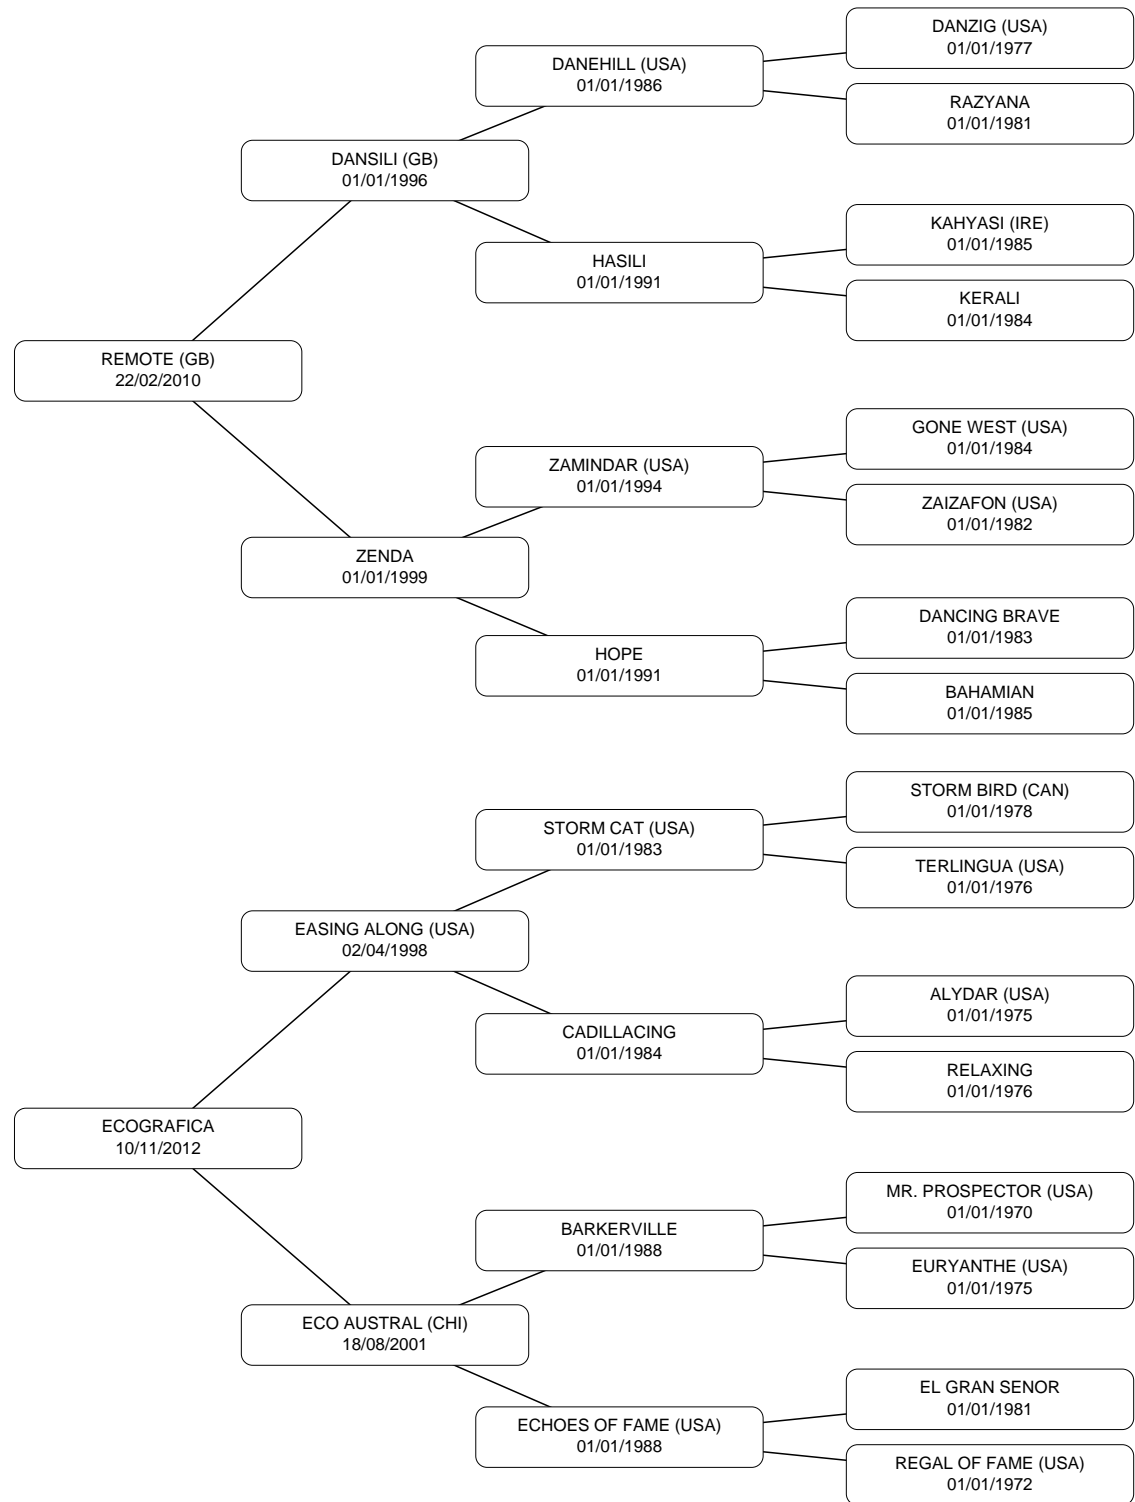 DANZIG (USA)
01/01/1977
DANEHILL (USA)
01/01/1986
RAZYANA
01/01/1981
DANSILI (GB)
01/01/1996
KAHYASI (IRE)
01/01/1985
HASILI
01/01/1991
KERALI
01/01/1984
REMOTE (GB)
22/02/2010
GONE WEST (USA)
01/01/1984
ZAMINDAR (USA)
01/01/1994
ZAIZAFON (USA)
01/01/1982
ZENDA
01/01/1999
DANCING BRAVE
01/01/1983
HOPE
01/01/1991
BAHAMIAN
01/01/1985
STORM BIRD (CAN)
01/01/1978
STORM CAT (USA)
01/01/1983
TERLINGUA (USA)
01/01/1976
EASING ALONG (USA)
02/04/1998
ALYDAR (USA)
01/01/1975
CADILLACING
01/01/1984
RELAXING
01/01/1976
ECOGRAFICA
10/11/2012
MR. PROSPECTOR (USA)
01/01/1970
BARKERVILLE
01/01/1988
EURYANTHE (USA)
01/01/1975
ECO AUSTRAL (CHI)
18/08/2001
EL GRAN SENOR
01/01/1981
ECHOES OF FAME (USA)
01/01/1988
REGAL OF FAME (USA)
01/01/1972